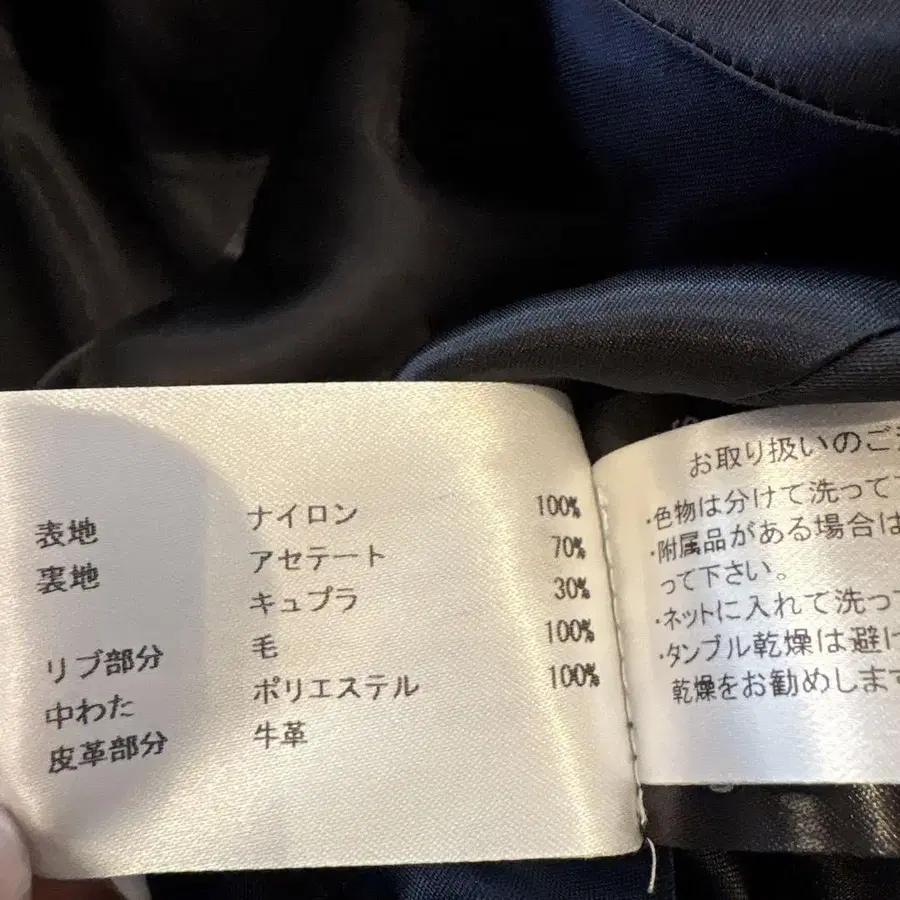 表地 ナイロン 100%
裏地 アセテート 70%
キュプラ 30%
リブ部分 毛 100%
中わた ポリエステル 100%
皮革部分 牛革
お取り扱いのご
・色物は分けて洗って
・附属品がある場合は
って下さい。
・ネットに入れて洗っ
・タンブル乾燥は避け
乾燥をお勧めします